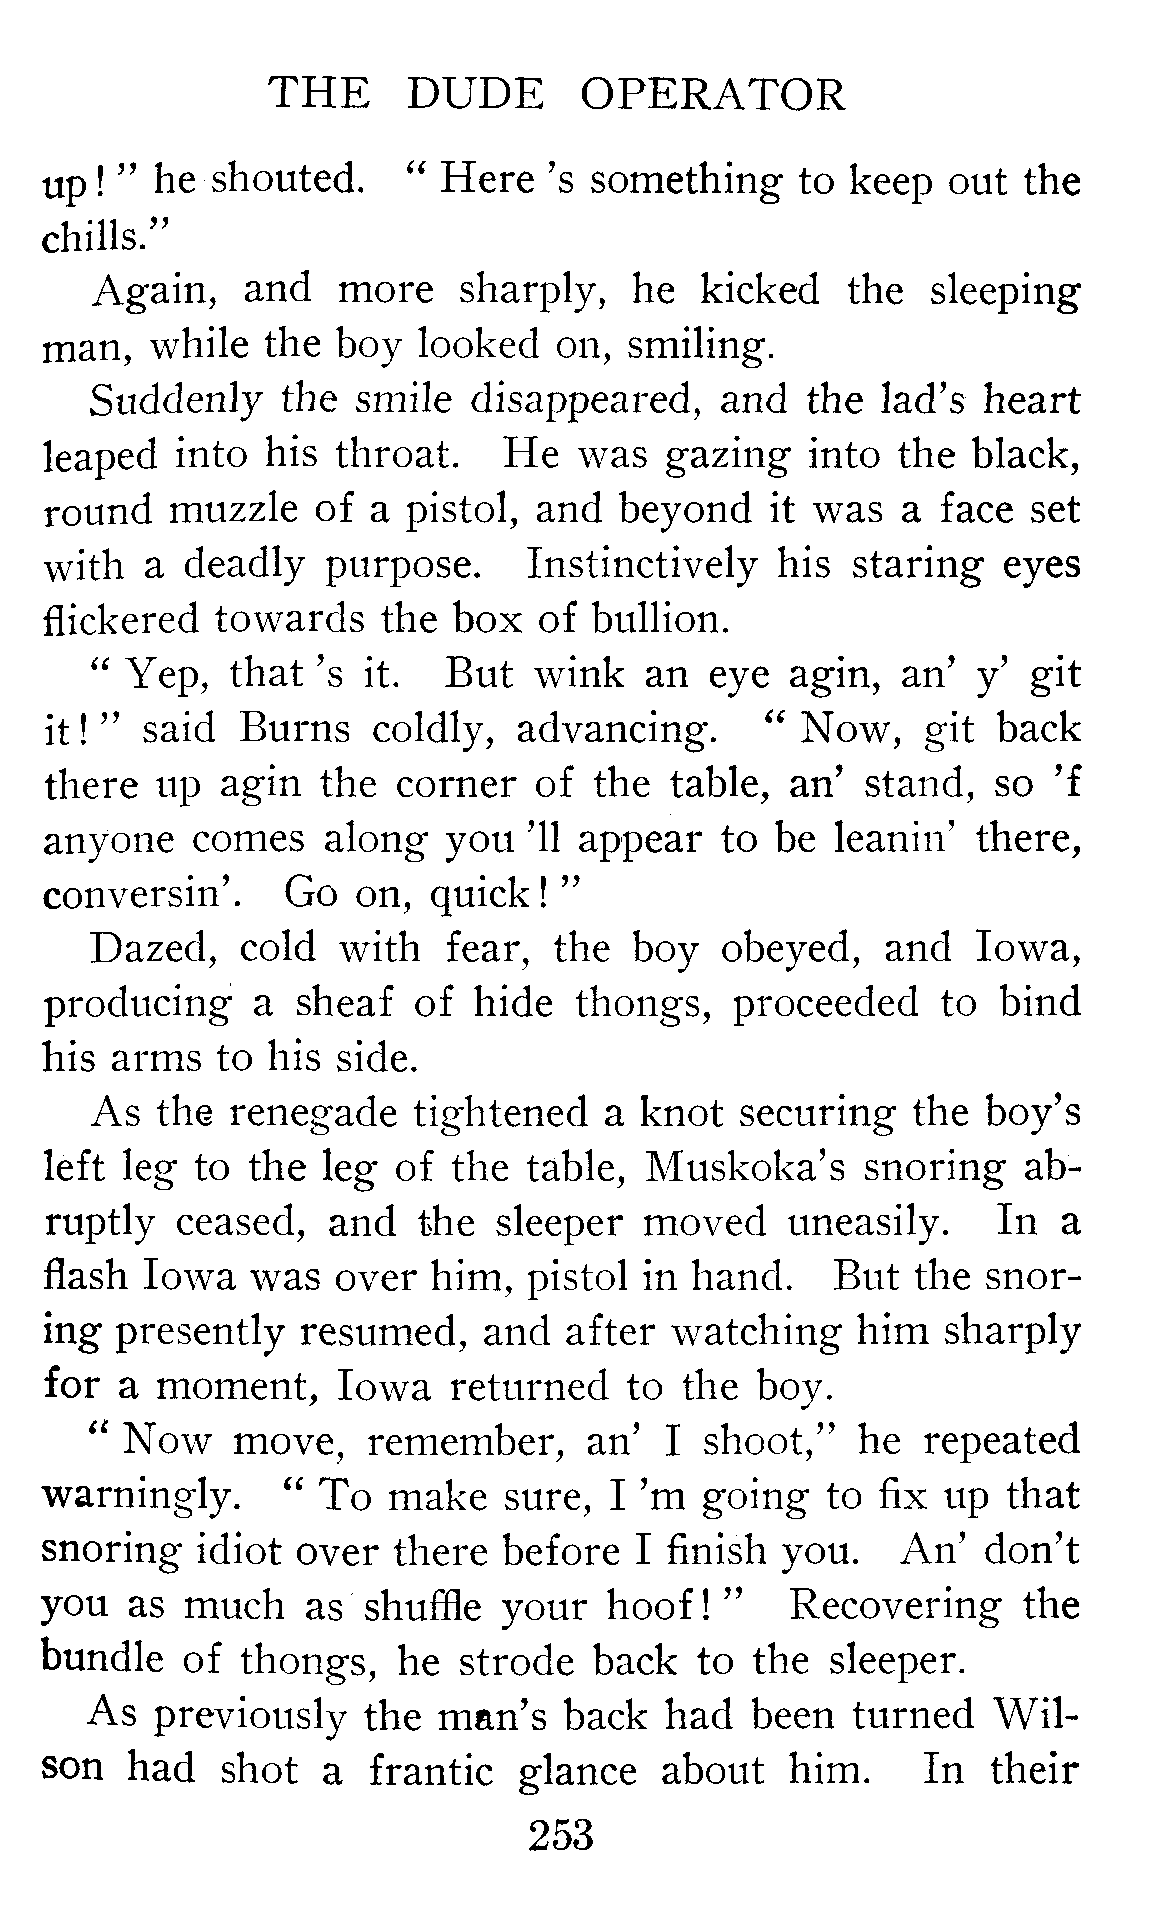 THE DUDE OPERATOR
up! " he shouted. " Here 's something to keep out the
chills."
Again, and more sharply, he kicked the sleeping
man, while the boy looked on, smiling.
Suddenly the smile disappeared, and the lad's heart
leaped into his throat. He was gazing into the black,
round muzzle of a pistol, and beyond it was a face set
with a deadly purpose. Instinctively his staring eyes
flickered towards the box of bullion.
" Yep, that 's it. But wink an eye agin, an' y' git
it! " said Burns coldly, advancing. " Now, git back
there up agin the corner of the table, an' stand, so 'f
anyone comes along you 'll appear to be leanin' there,
conversin'. Go on, quick! "
Dazed, cold with fear, the boy obeyed, and Iowa,
producing a sheaf of hide thongs, proceeded to bind
his arms to his side.
As the renegade tightened a knot securing the boy's
left leg to the leg of the table, Muskoka's snoring ab-
ruptly ceased, and the sleeper moved uneasily. In a
flash Iowa was over him, pistol in hand. But the snor-
ing presently resumed, and after watching him sharply
for a moment, Iowa returned to the boy.
" Now move, remember, an' I shoot," he repeated
warningly. " To make sure, I 'm going to fix up that
snoring idiot over there before I finish you. An' don't
you as much as shuffle your hoof! " Recovering the
bundle of thongs, he strode back to the sleeper.
As previously the man's back had been turned Wil-
son had shot a frantic glance about him. In their
253